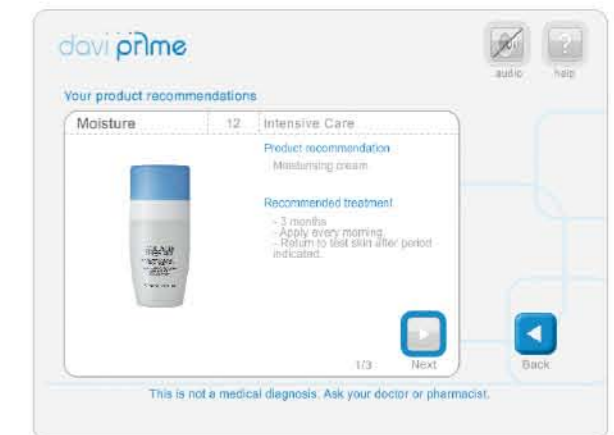 davi prime
audio
help
Your product recommendations
Moisture 12 Intensive Care
Product recommendation
Moisturising cream
Recommended treatment
- 3 months
- Apply every morning.
- Return to test skin after period
indicated.
1/3 Next
Back
This is not a medical diagnosis. Ask your doctor or pharmacist.